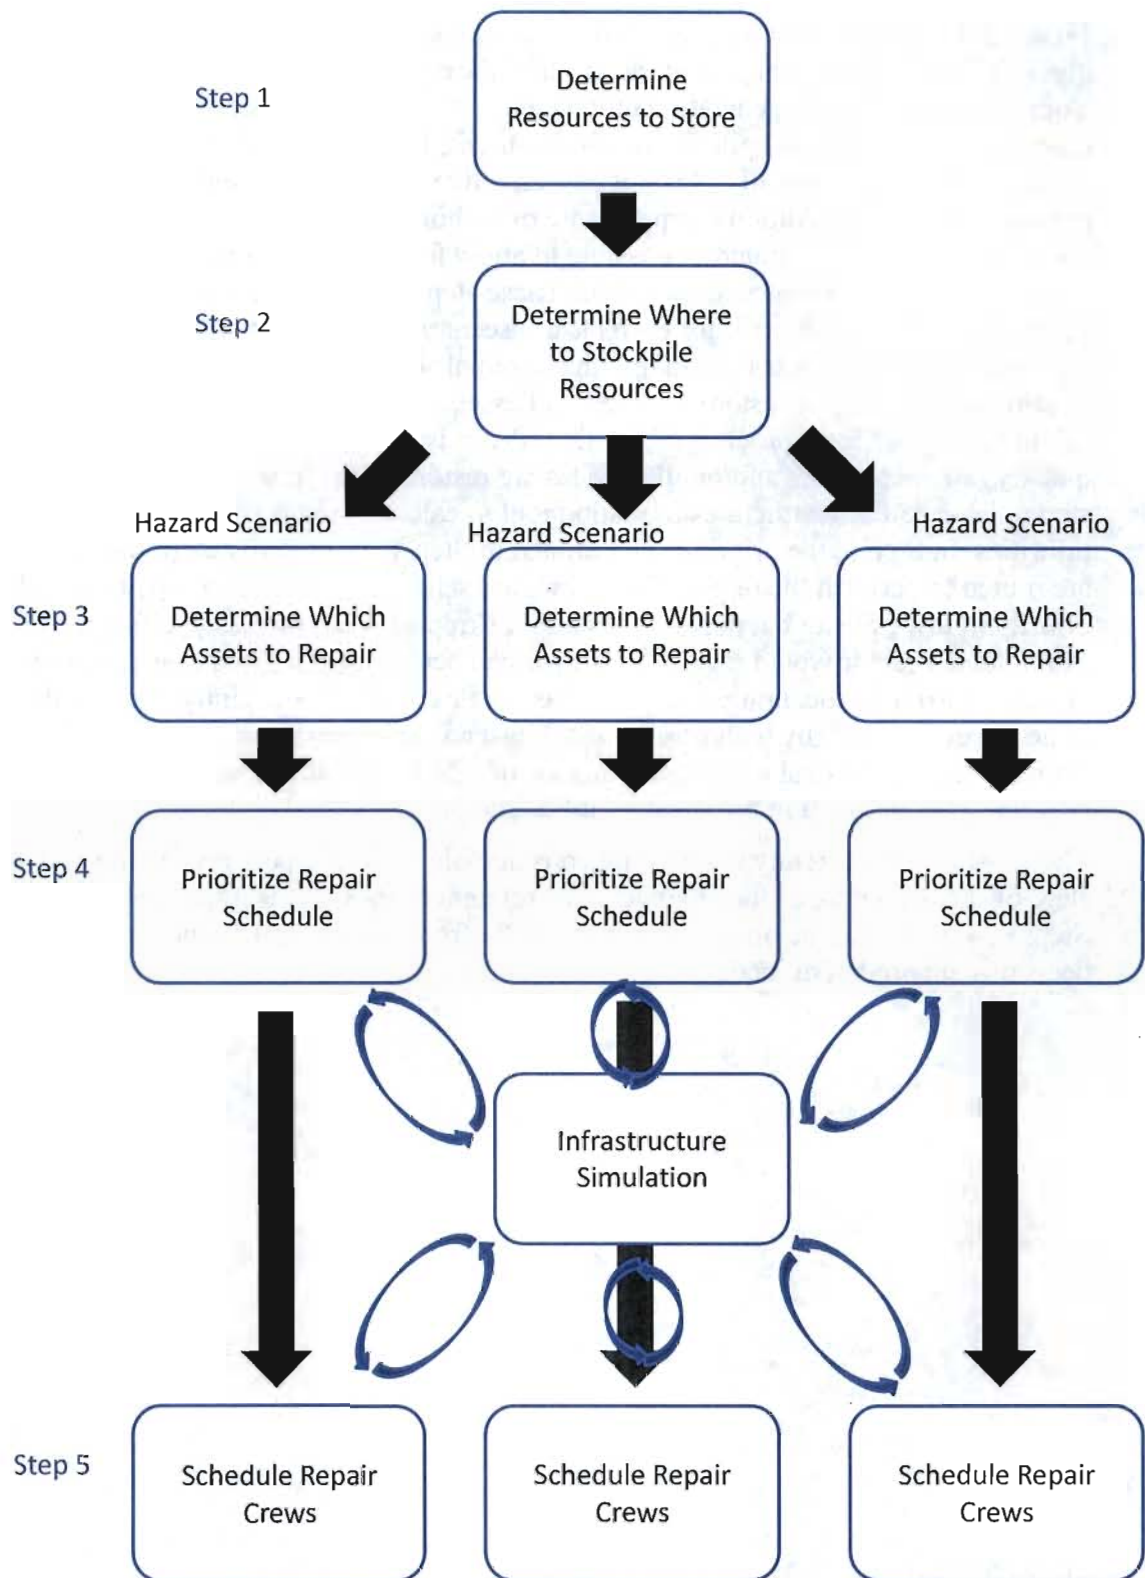 Step 1
Determine
Resources to Store
Step 2
Determine Where
to Stockpile
Resources
Hazard Scenario
Hazard Scenario
Hazard Scenario
Step 3
Determine Which
Assets to Repair
Determine Which
Assets to Repair
Determine Which
Assets to Repair
Step 4
Prioritize Repair
Schedule
Prioritize Repair
Schedule
Prioritize Repair
Schedule
Infrastructure
Simulation
Step 5
Schedule Repair
Crews
Schedule Repair
Crews
Schedule Repair
Crews